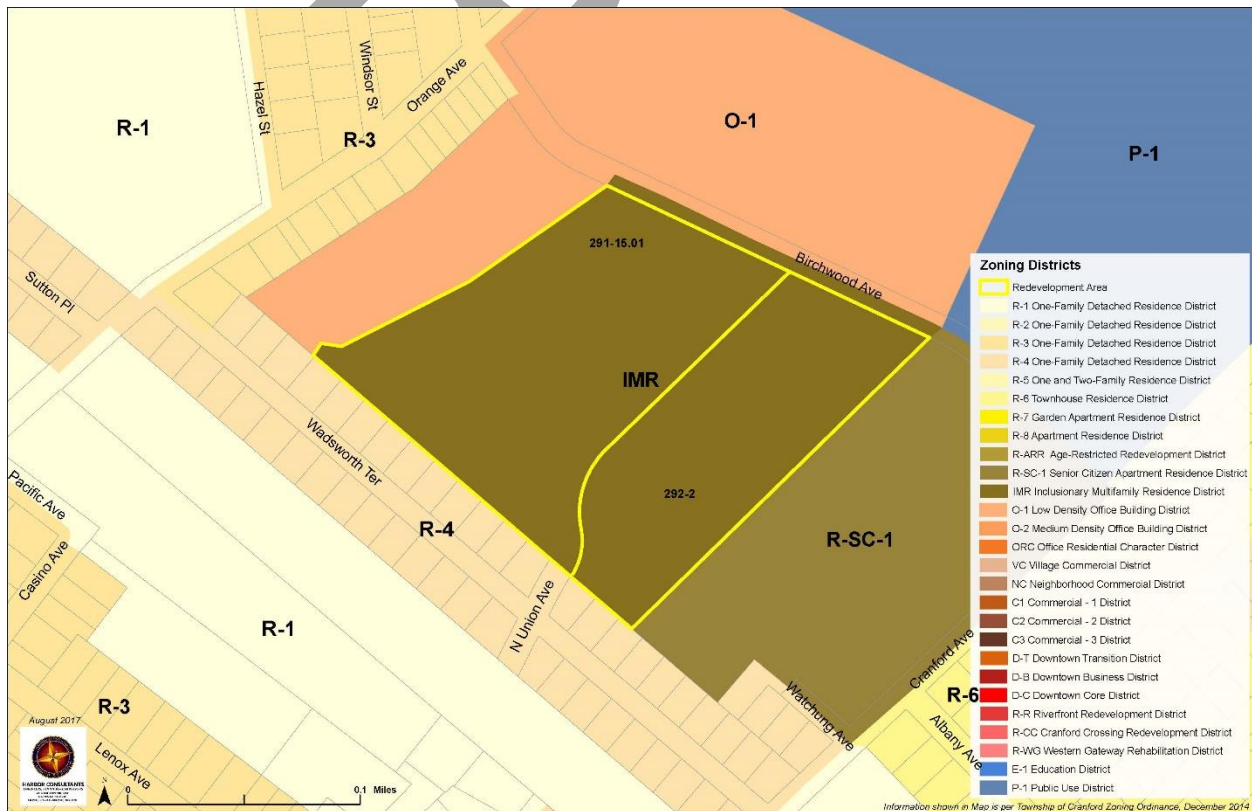 R-1
Hazel St
Windsor St
Orange Ave
R-3
O-1
P-1
291-15.01
Birchwood Ave
Sutton Pl
IMR
Wadsworth Ter
292-2
R-4
R-SC-1
Pacific Ave
Casino Ave
R-1
N Union Ave
Cranford Ave
R-6
Watchung Ave
Albany Ave
R-3
Lenox Ave
Zoning Districts
Redevelopment Area
R-1 One-Family Detached Residence District
R-2 One-Family Detached Residence District
R-3 One-Family Detached Residence District
R-4 One-Family Detached Residence District
R-5 One and Two-Family Residence District
R-6 Townhouse Residence District
R-7 Garden Apartment Residence District
R-8 Apartment Residence District
R-ARR Age-Restricted Redevelopment District
R-SC-1 Senior Citizen Apartment Residence District
IMR Inclusionary Multifamily Residence District
O-1 Low Density Office Building District
O-2 Medium Density Office Building District
ORC Office Residential Character District
VC Village Commercial District
NC Neighborhood Commercial District
C1 Commercial - 1 District
C2 Commercial - 2 District
C3 Commercial - 3 District
D-T Downtown Transition District
D-B Downtown Business District
D-C Downtown Core District
R-R Riverfront Redevelopment District
R-CC Cranford Crossing Redevelopment District
R-WG Western Gateway Rehabilitation District
E-1 Education District
P-1 Public Use District
August 2017
HARBOR CONSULTANTS
0 0.1 Miles
Information shown in Map is per Township of Cranford Zoning Ordinance, December 2014